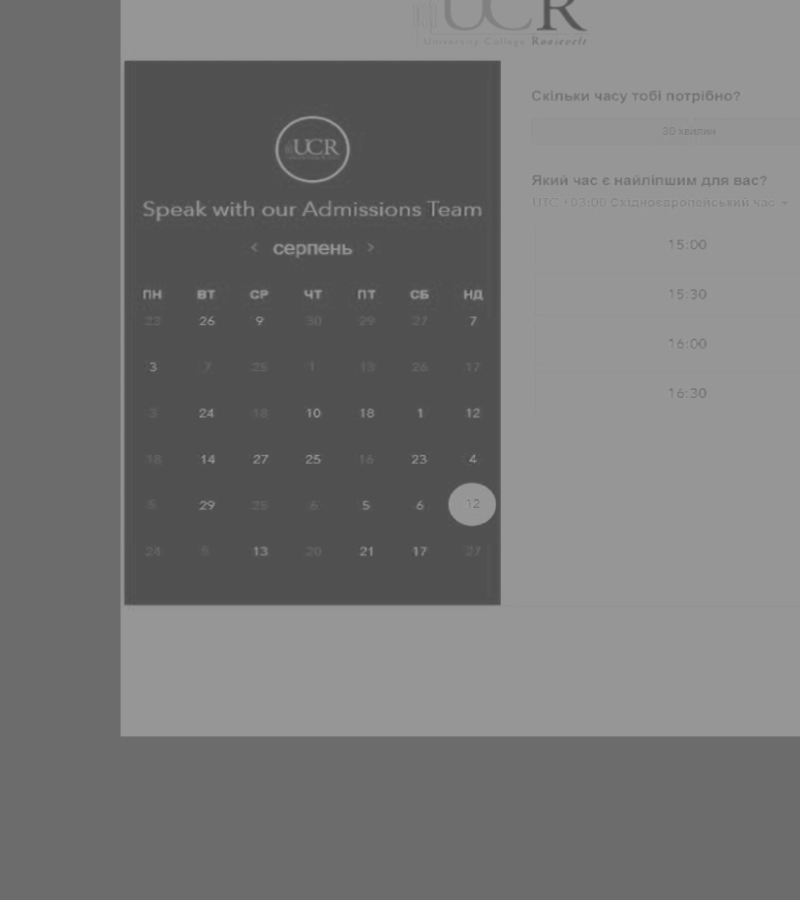 UCR
University College Roosevelt
UCR
Speak with our Admissions Team
< серпень >
ПН ВТ СР ЧТ ПТ СБ НД
23 26 9 30 29 27 7
3 7 25 1 13 26 17
3 24 18 10 18 1 12
18 14 27 25 16 23 4
29 25 6 5 6 12
24 5 13 20 21 17 27
Скільки часу тобі потрібно?
30 хвилин
Який час є найліпшим для вас?
UTC +03:00 Східноєвропейський час
15:00
15:30
16:00
16:30